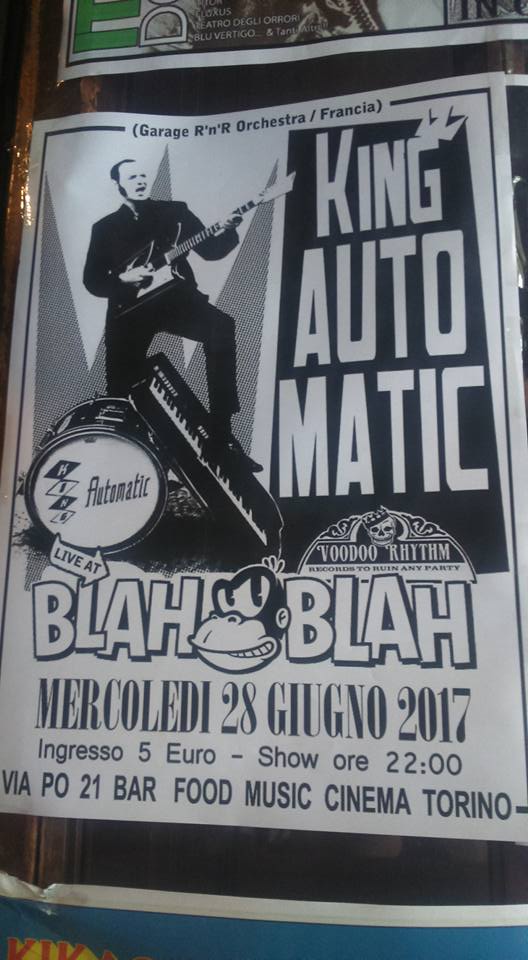 FLUXUS
TEATRO DEGLI ORRORI
BLU VERTIGO... & Tanti Altri
IN
(Garage R'n'R Orchestra / Francia)
KING
AUTO
MATIC
KING
Automatic
VOODOO RHYTHM
RECORDS TO RUIN ANY PARTY
LIVE AT
BLAH BLAH
MERCOLEDI 28 GIUGNO 2017
Ingresso 5 Euro - Show ore 22:00
VIA PO 21 BAR FOOD MUSIC CINEMA TORINO